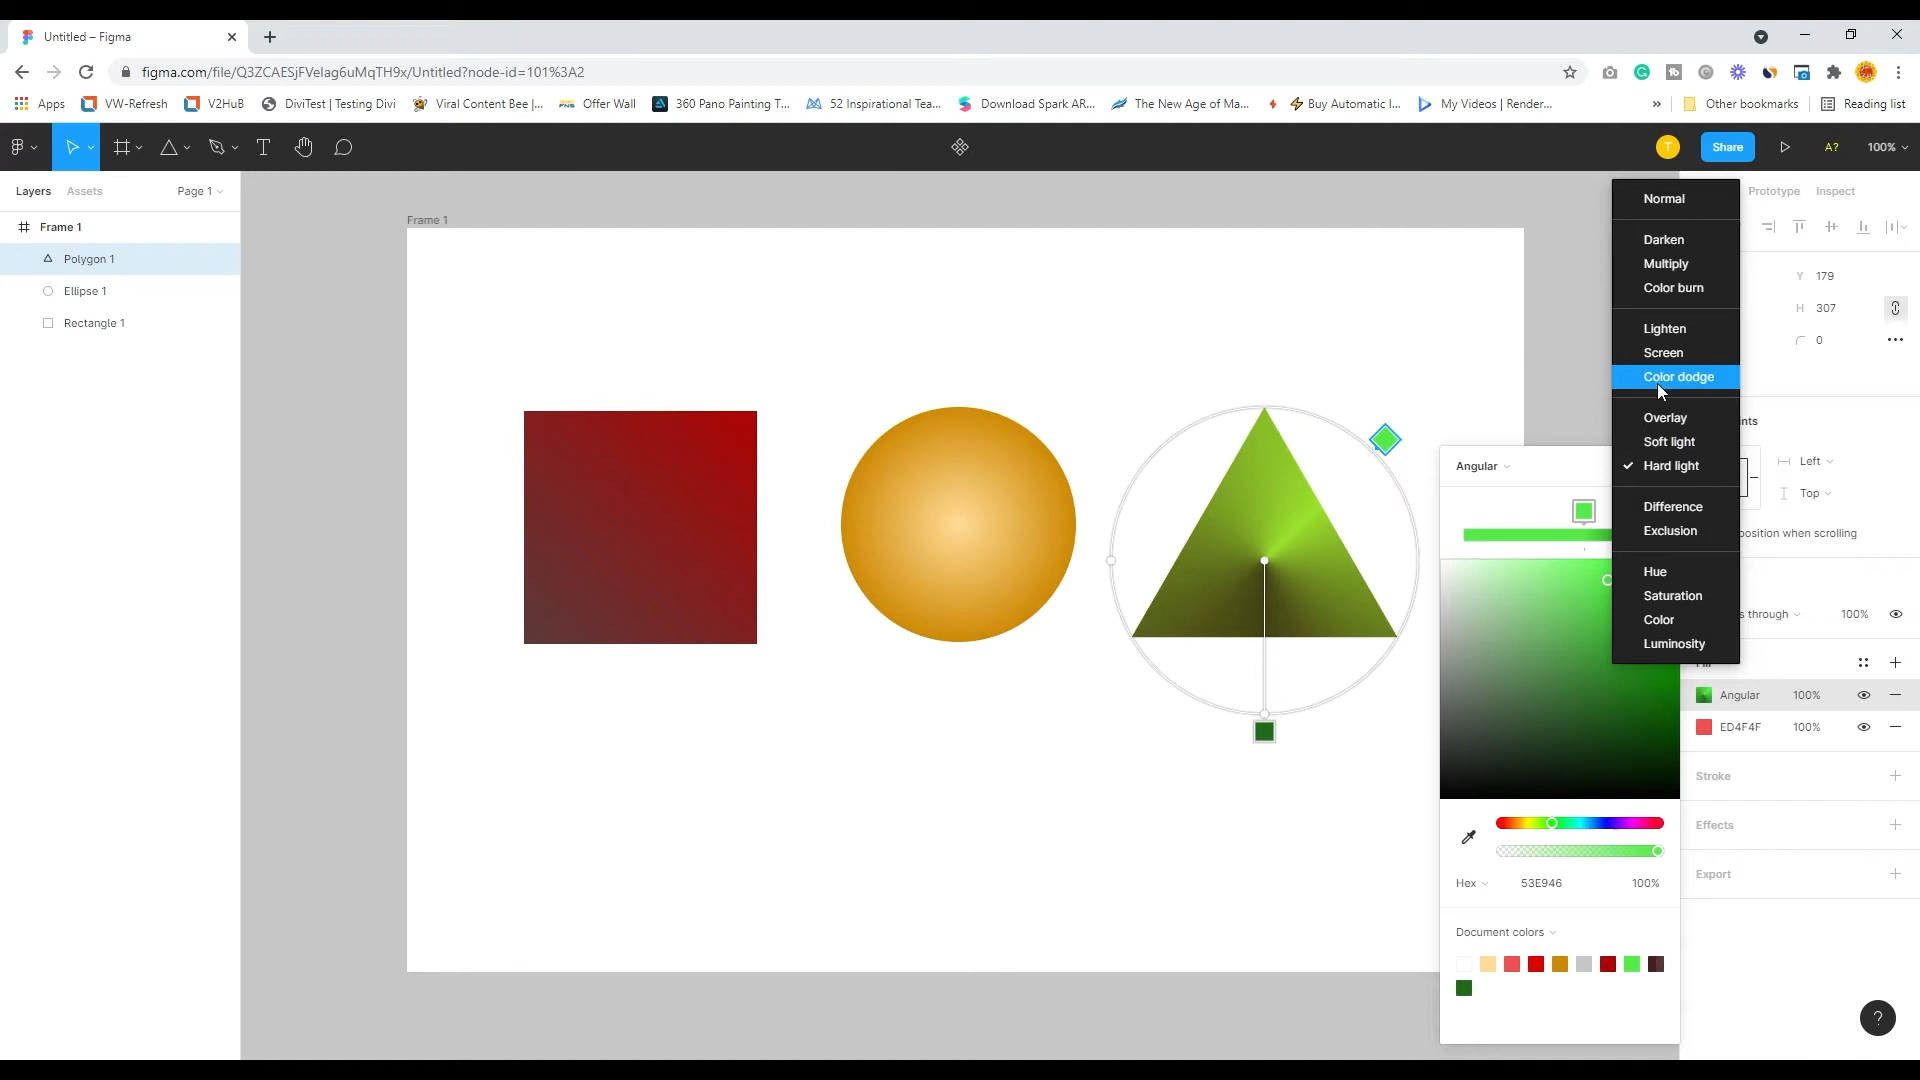 Untitled – Figma
figma.com/file/Q3ZCAESjFVelag6uMqTH9x/Untitled?node-id=101%3A2
Apps VW-Refresh V2HuB DiviTest | Testing Divi Viral Content Bee |... Offer Wall 360 Pano Painting T... 52 Inspirational Tea... Download Spark AR... The New Age of Ma... Buy Automatic I... My Videos | Render... » Other bookmarks Reading list
T Share A? 100%
Layers Assets Page 1
Frame 1
Polygon 1
Ellipse 1
Rectangle 1
Frame 1
Normal
Darken
Multiply
Color burn
Lighten
Screen
Color dodge
Overlay
Soft light
Hard light
Difference
Exclusion
Hue
Saturation
Color
Luminosity
Prototype Inspect
Y 179
H 307
0
nts
Left
Top
position when scrolling
s through 100%
Angular 100%
ED4F4F 100%
Stroke
Effects
Export
Angular
Hex 53E946 100%
Document colors
?